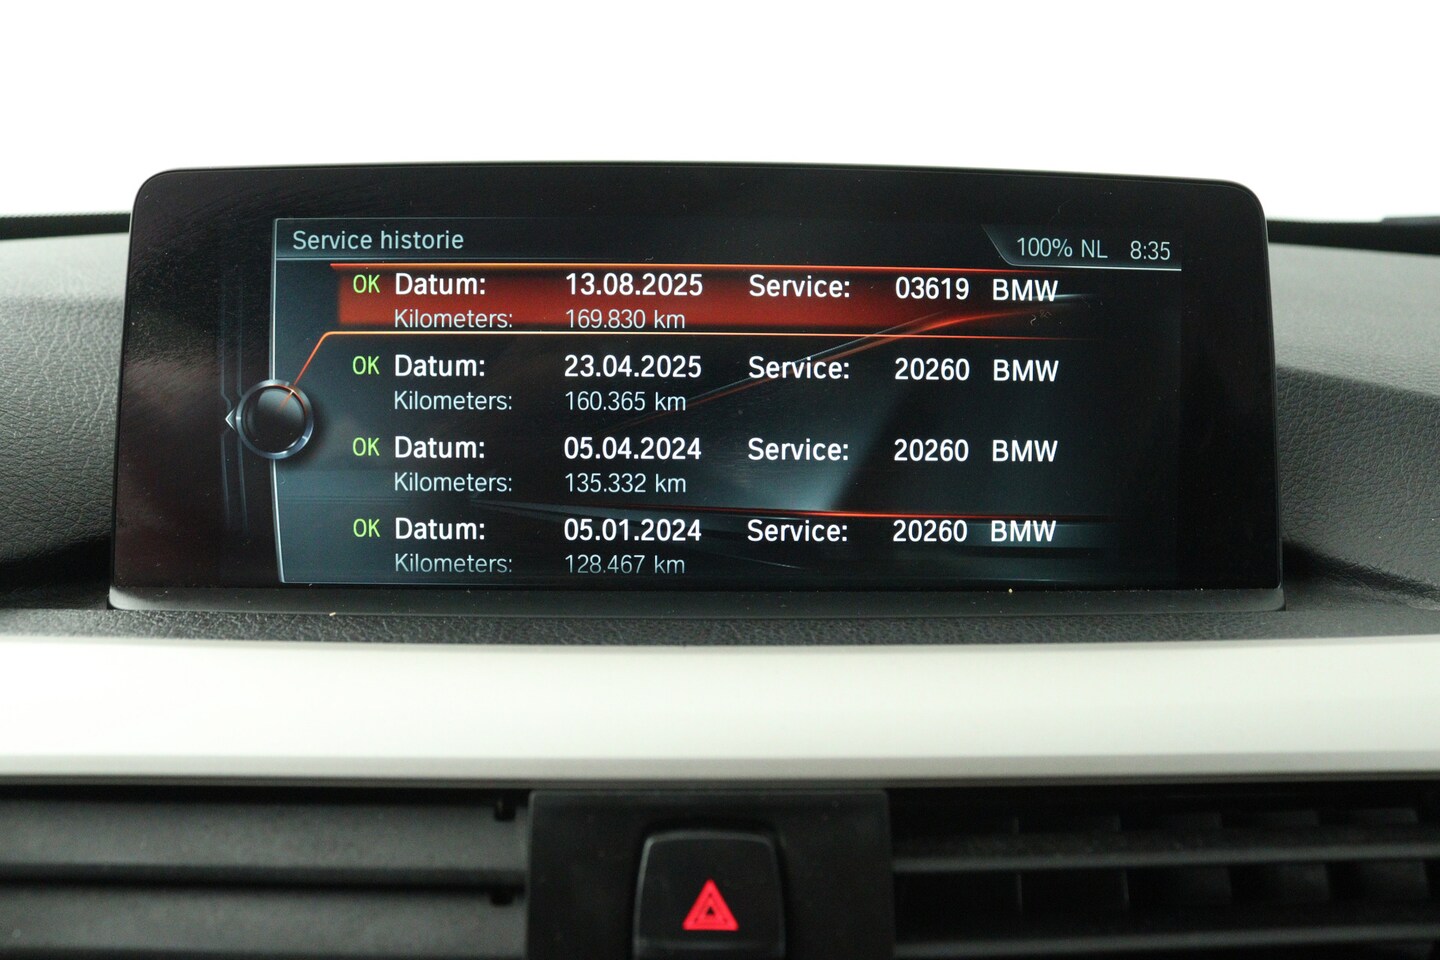 Service historie
100% NL 8:35
OK Datum: 13.08.2025 Service: 03619 BMW
Kilometers: 169.830 km
OK Datum: 23.04.2025 Service: 20260 BMW
Kilometers: 160.365 km
OK Datum: 05.04.2024 Service: 20260 BMW
Kilometers: 135.332 km
OK Datum: 05.01.2024 Service: 20260 BMW
Kilometers: 128.467 km